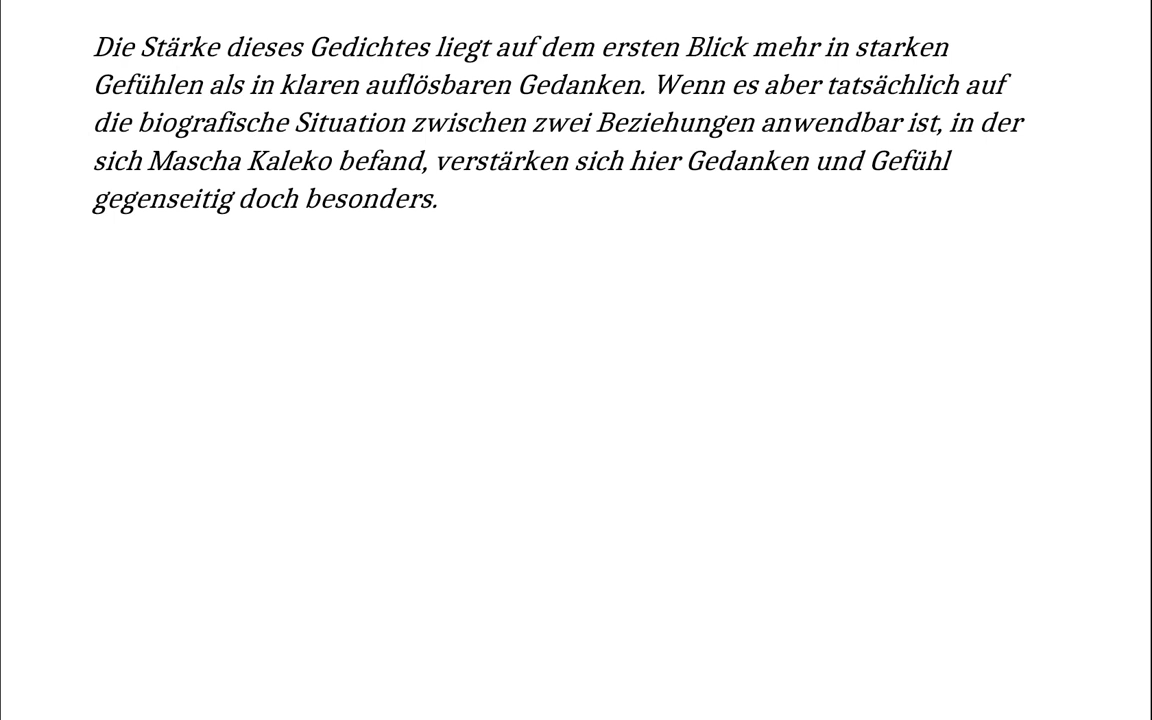 Die Stärke dieses Gedichtes liegt auf dem ersten Blick mehr in starken
Gefühlen als in klaren auflösbaren Gedanken. Wenn es aber tatsächlich auf
die biografische Situation zwischen zwei Beziehungen anwendbar ist, in der
sich Mascha Kaleko befand, verstärken sich hier Gedanken und Gefühl
gegenseitig doch besonders.